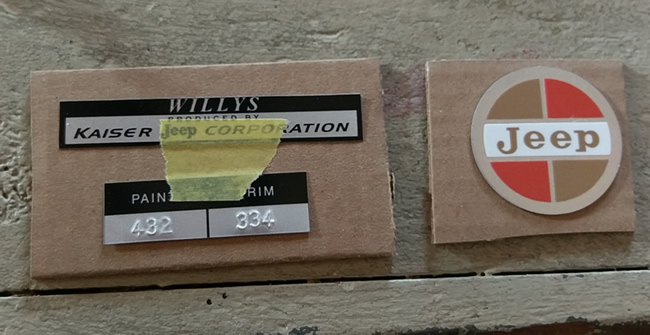 WILLYS
PRODUCED BY
KAISER Jeep CORPORATION
PAINT TRIM
432 334
Jeep